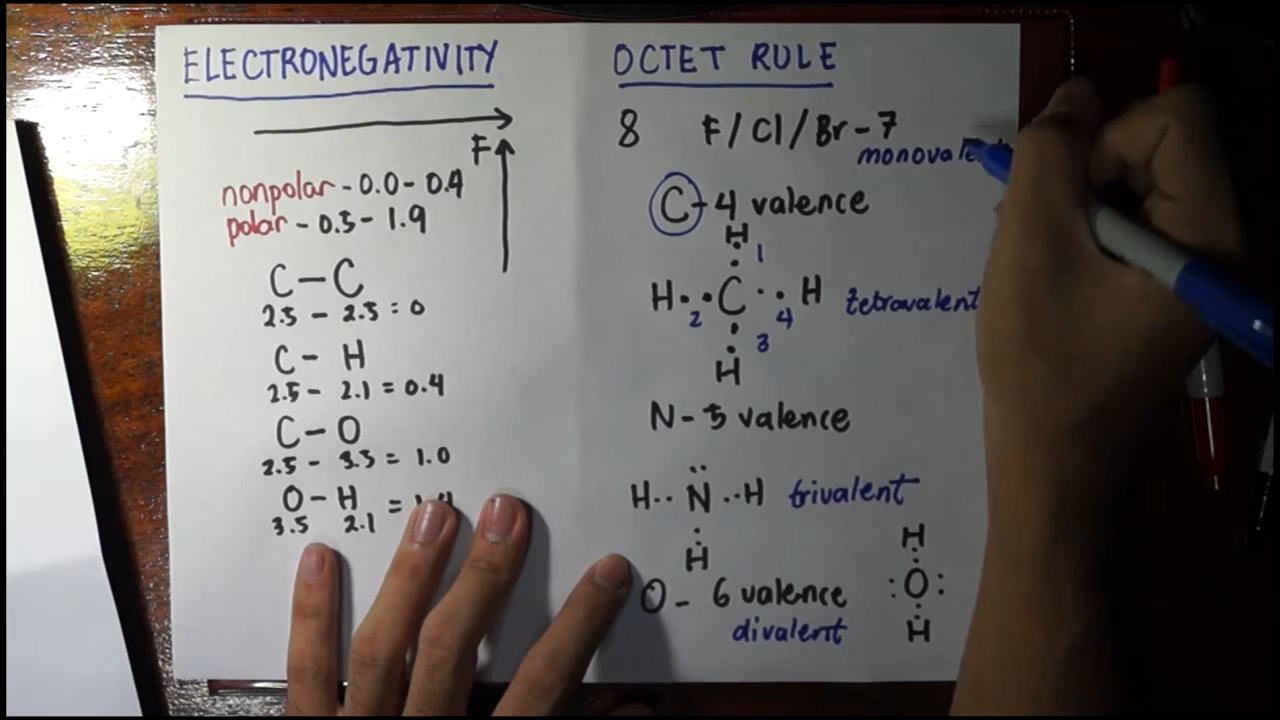 ELECTRONEGATIVITY
F
nonpolar - 0.0 - 0.4
polar - 0.5 - 1.9
C - C
2.5 - 2.5 = 0
C - H
2.5 - 2.1 = 0.4
C - O
2.5 - 3.5 = 1.0
O - H =
3.5 2.1
OCTET RULE
8 F / Cl / Br - 7
C - 4 valence
H
1
H C H tetravalent
2 4
3
H
N - 5 valence
H N H trivalent
H
O - 6 valence
divalent
H
O
H